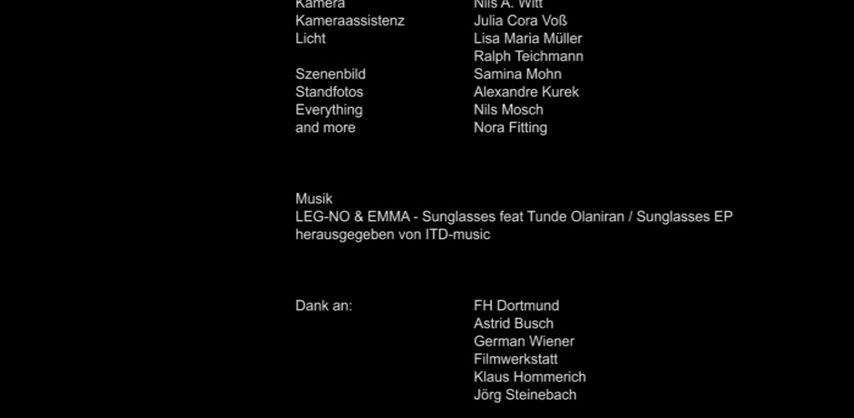 Kamera Nils A. Witt
Kameraassistenz Julia Cora Voß
Licht Lisa Maria Müller
Ralph Teichmann
Szenenbild Samina Mohn
Standfotos Alexandre Kurek
Everything Nils Mosch
and more Nora Fitting
Musik
LEG-NO & EMMA - Sunglasses feat Tunde Olaniran / Sunglasses EP
herausgegeben von ITD-music
Dank an: FH Dortmund
Astrid Busch
German Wiener
Filmwerkstatt
Klaus Hommerich
Jörg Steinebach